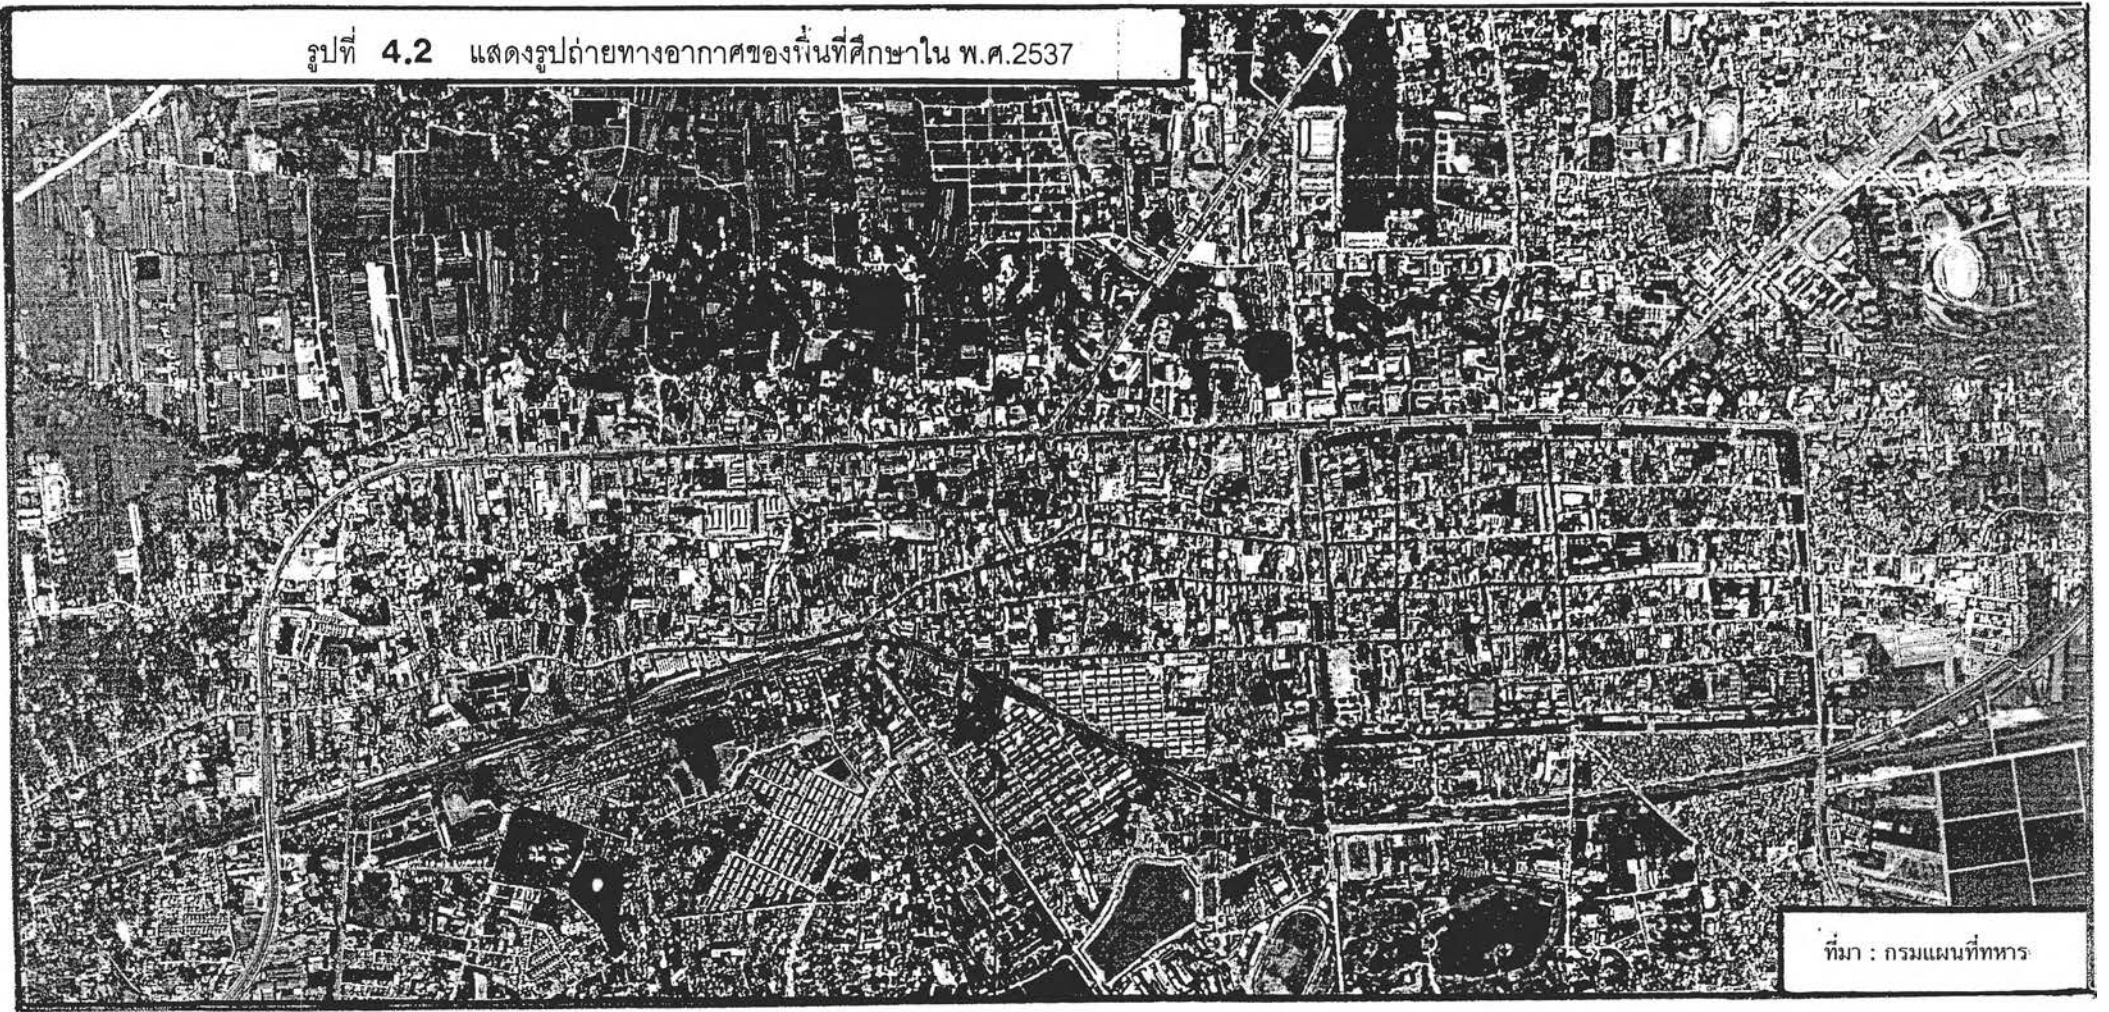 รูปที่ 4.2 แสดงรูปถ่ายทางอากาศของพื้นที่ศึกษาใน พ.ศ.2537
ที่มา : กรมแผนที่ทหาร